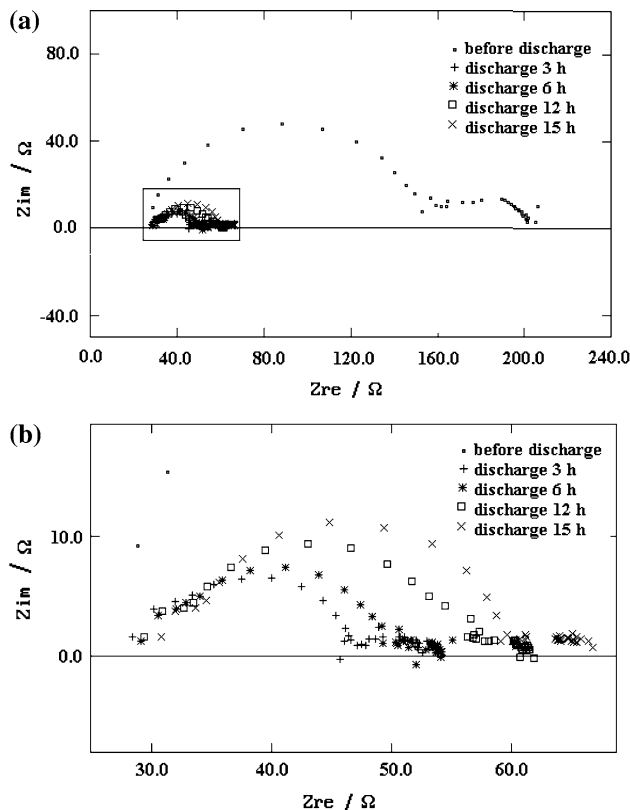 (a)
80.0
40.0
0.0
-40.0
Zim / Ω
before discharge
discharge 3 h
discharge 6 h
discharge 12 h
discharge 15 h
0.0 40.0 80.0 120.0 160.0 200.0 240.0
Zre / Ω
(b)
10.0
0.0
Zim / Ω
before discharge
discharge 3 h
discharge 6 h
discharge 12 h
discharge 15 h
30.0 40.0 50.0 60.0
Zre / Ω